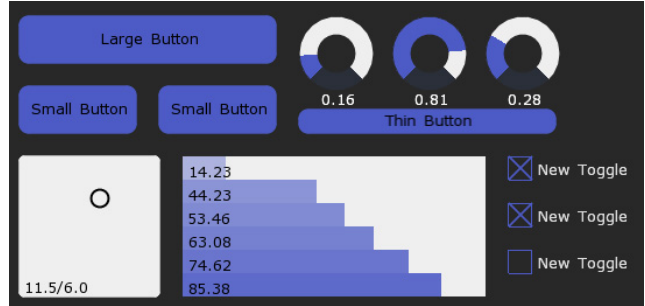 Large Button
Small Button
Small Button
0.16
0.81
0.28
Thin Button
11.5/6.0
14.23
44.23
53.46
63.08
74.62
85.38
New Toggle
New Toggle
New Toggle